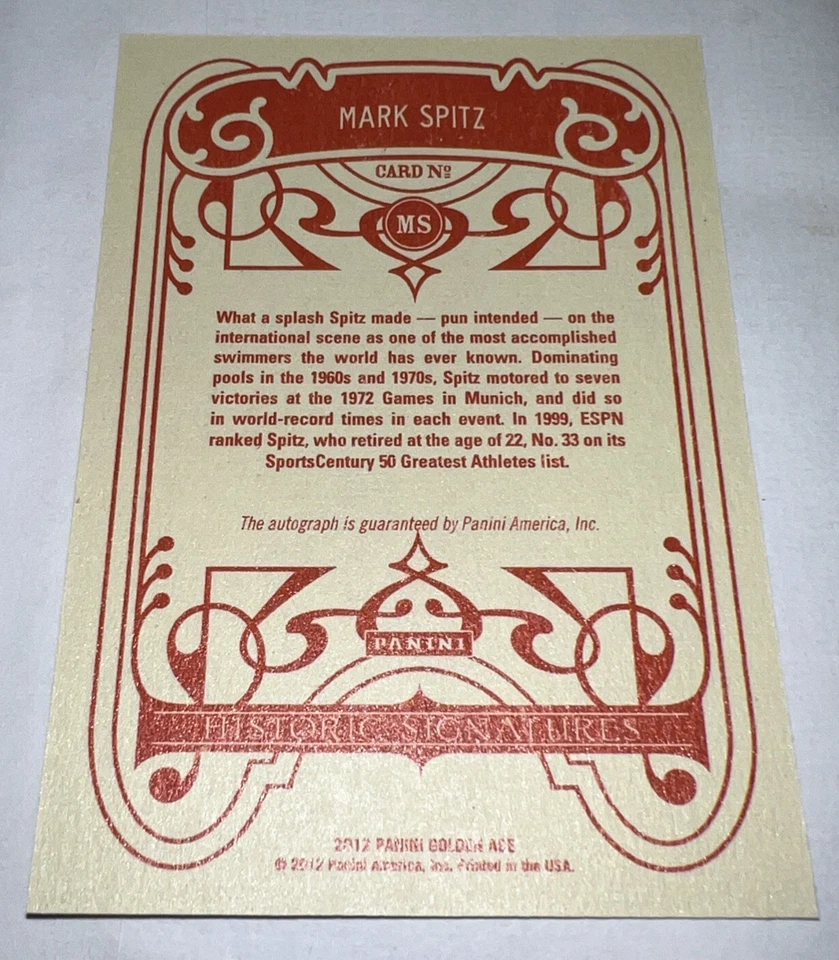 MARK SPITZ
CARD Nº
MS
What a splash Spitz made — pun intended — on the
international scene as one of the most accomplished
swimmers the world has ever known. Dominating
pools in the 1960s and 1970s, Spitz motored to seven
victories at the 1972 Games in Munich, and did so
in world-record times in each event. In 1999, ESPN
ranked Spitz, who retired at the age of 22, No. 33 on its
SportsCentury 50 Greatest Athletes list.
The autograph is guaranteed by Panini America, Inc.
PANINI
HISTORIC SIGNATURES
2012 PANINI GOLDEN AGE
© 2012 Panini America, Inc. Printed in the USA.